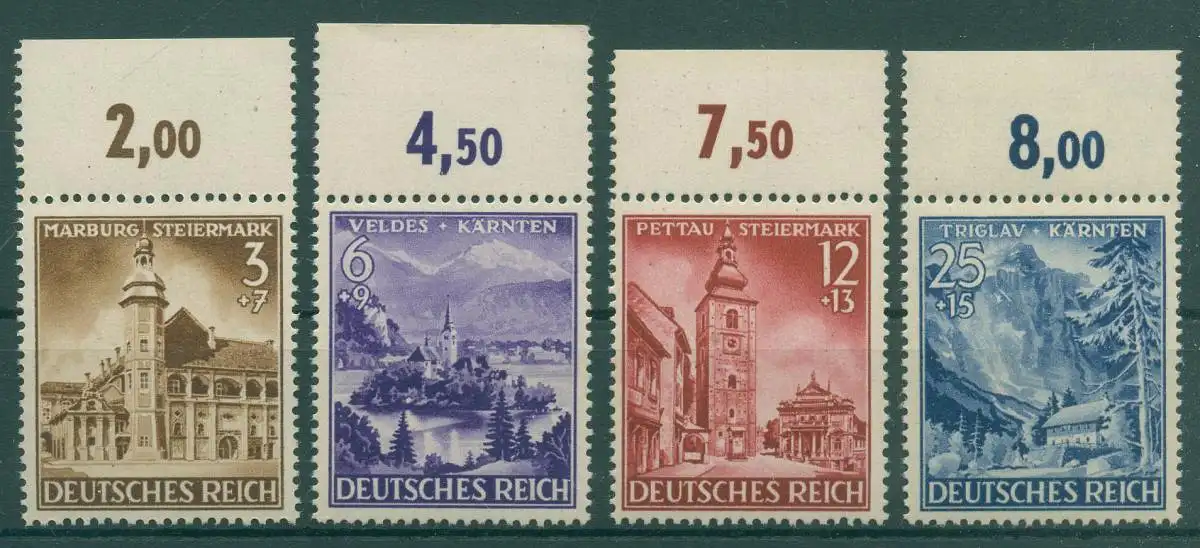 2,00
MARBURG STEIERMARK
3
+7
DEUTSCHES REICH
4,50
VELDES + KÄRNTEN
6
+9
DEUTSCHES REICH
7,50
PETTAU + STEIERMARK
12
+13
DEUTSCHES REICH
8,00
TRIGLAV + KÄRNTEN
25
+15
DEUTSCHES REICH